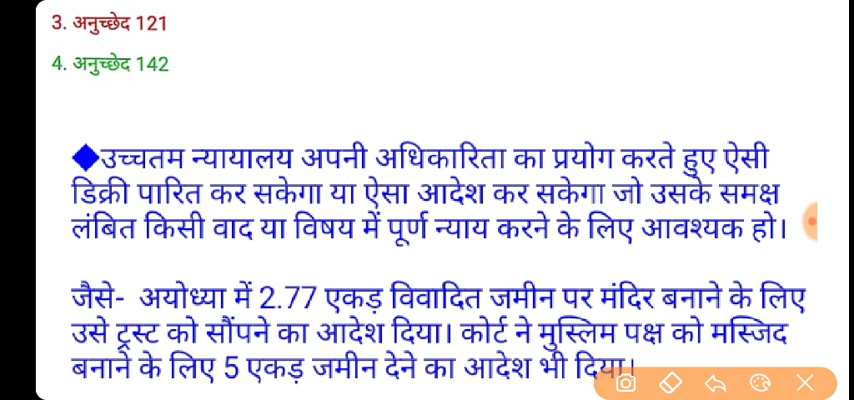 3. अनुच्छेद 121
4. अनुच्छेद 142
◆उच्चतम न्यायालय अपनी अधिकारिता का प्रयोग करते हुए ऐसी
डिक्री पारित कर सकेगा या ऐसा आदेश कर सकेगा जो उसके समक्ष
लंबित किसी वाद या विषय में पूर्ण न्याय करने के लिए आवश्यक हो।
जैसे- अयोध्या में 2.77 एकड़ विवादित जमीन पर मंदिर बनाने के लिए
उसे ट्रस्ट को सौंपने का आदेश दिया। कोर्ट ने मुस्लिम पक्ष को मस्जिद
बनाने के लिए 5 एकड़ जमीन देने का आदेश भी दिया।